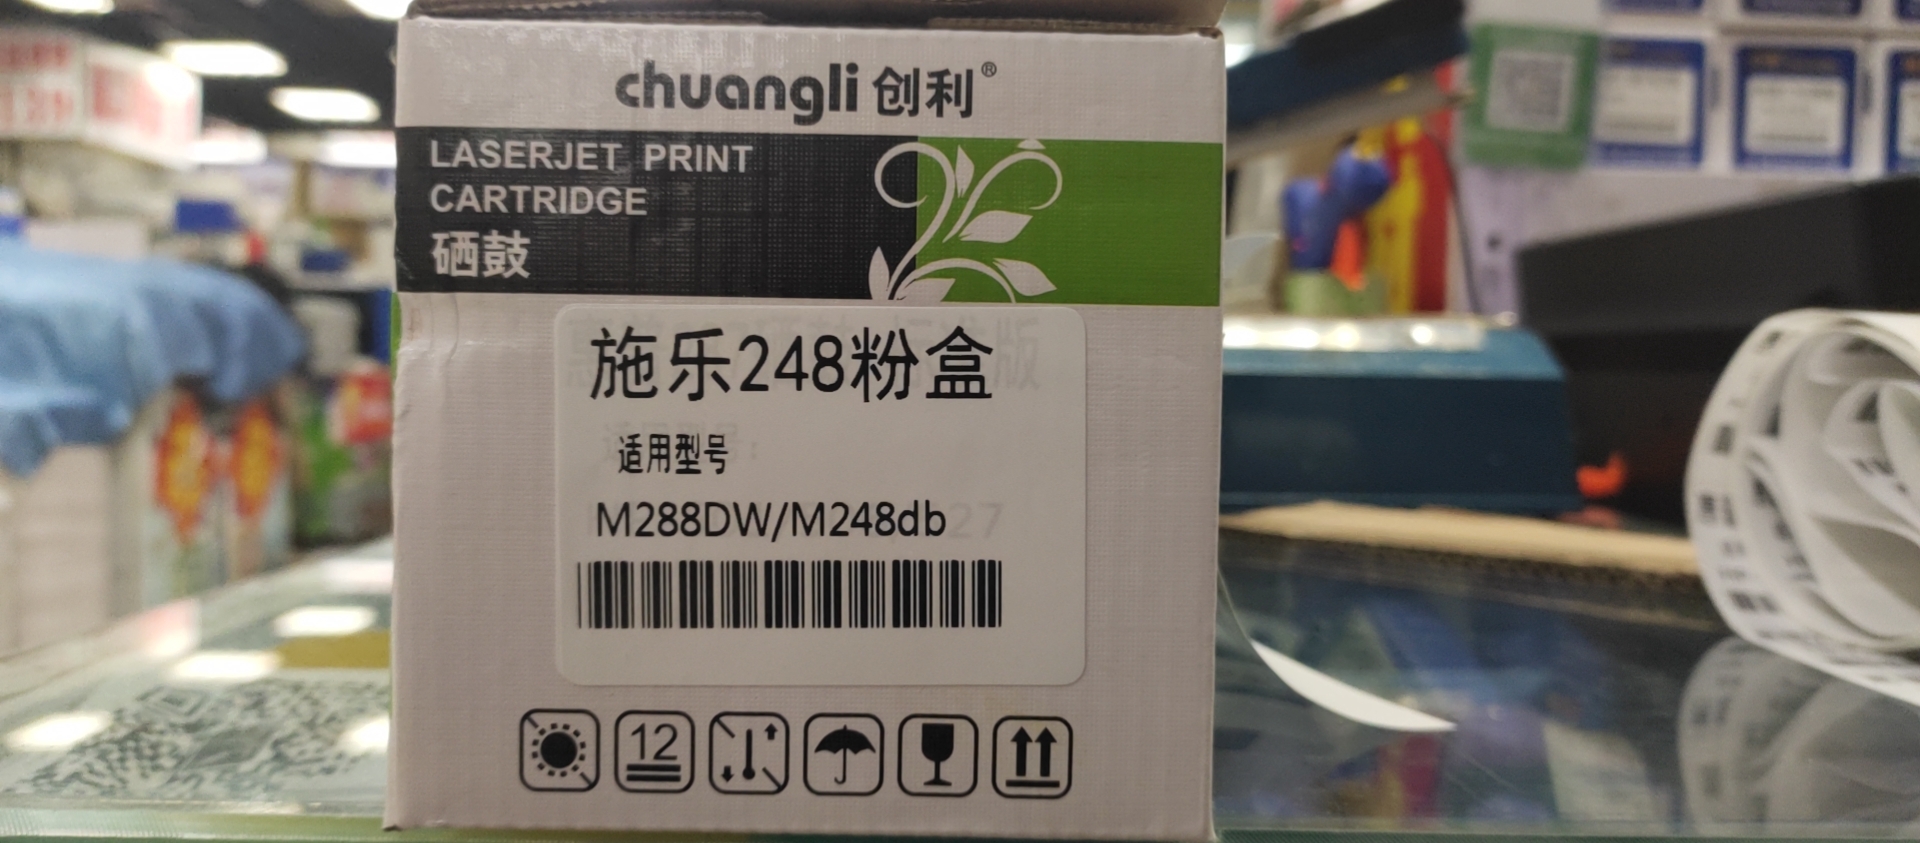 chuangli 创利®
LASERJET PRINT
CARTRIDGE
硒鼓
施乐248粉盒
适用型号
M288DW/M248db
12